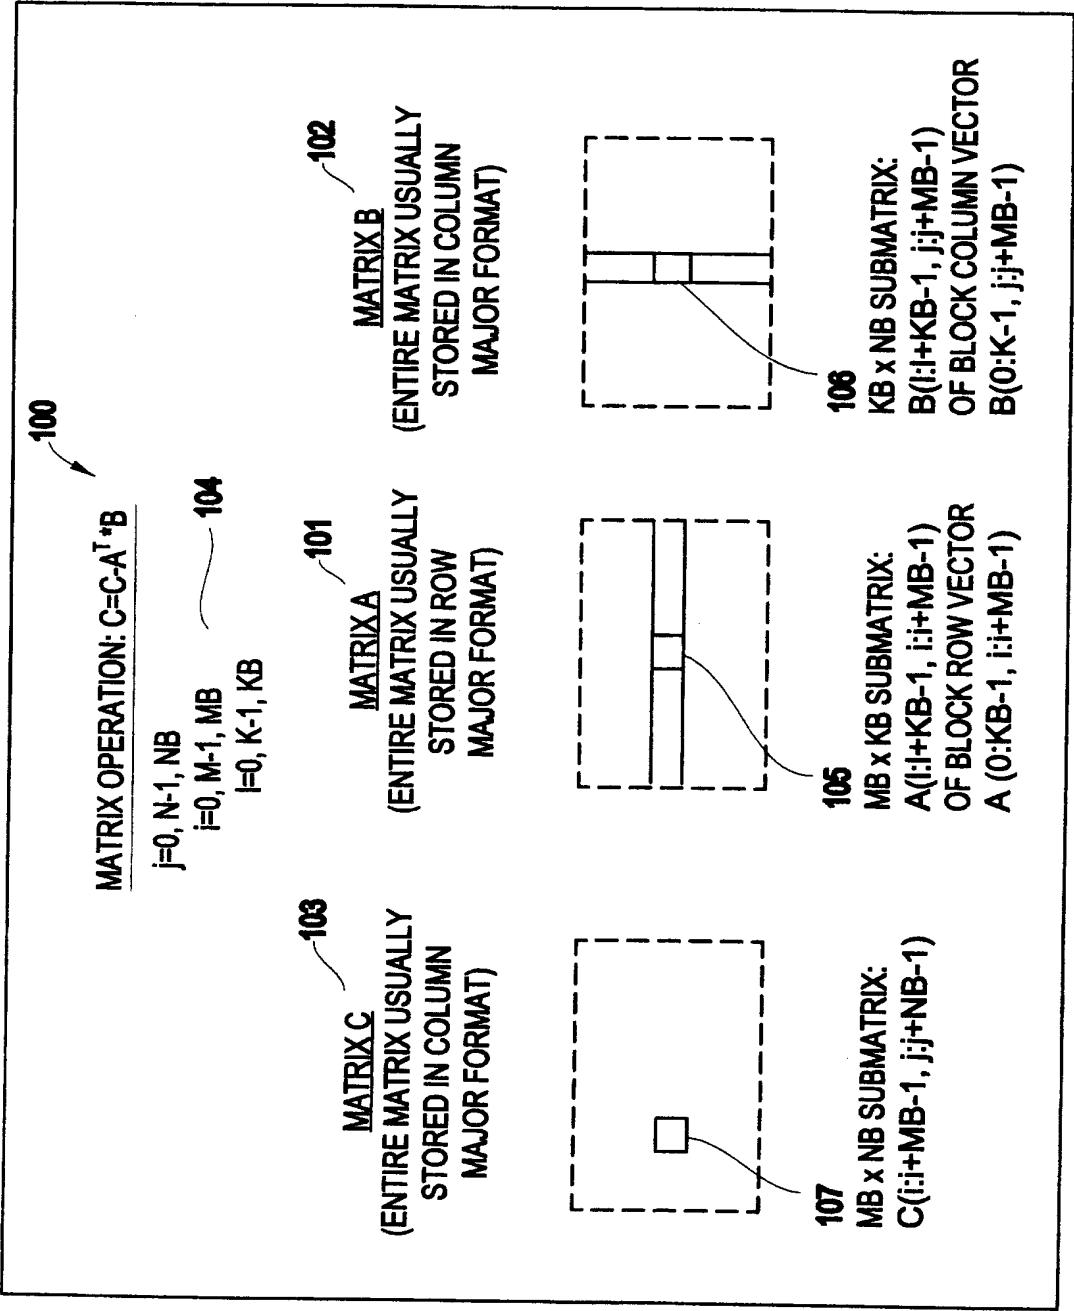 100
MATRIX OPERATION: C=C-Aᵀ*B
j=0, N-1, NB
i=0, M-1, MB
104
l=0, K-1, KB
103
MATRIX C
(ENTIRE MATRIX USUALLY
STORED IN COLUMN
MAJOR FORMAT)
107
MB x NB SUBMATRIX:
C(i:i+MB-1, j:j+NB-1)
101
MATRIX A
(ENTIRE MATRIX USUALLY
STORED IN ROW
MAJOR FORMAT)
105
MB x KB SUBMATRIX:
A(l:l+KB-1, i:i+MB-1)
OF BLOCK ROW VECTOR
A (0:KB-1, i:i+MB-1)
102
MATRIX B
(ENTIRE MATRIX USUALLY
STORED IN COLUMN
MAJOR FORMAT)
106
KB x NB SUBMATRIX:
B(l:l+KB-1, j:j+MB-1)
OF BLOCK COLUMN VECTOR
B(0:K-1, j:j+MB-1)